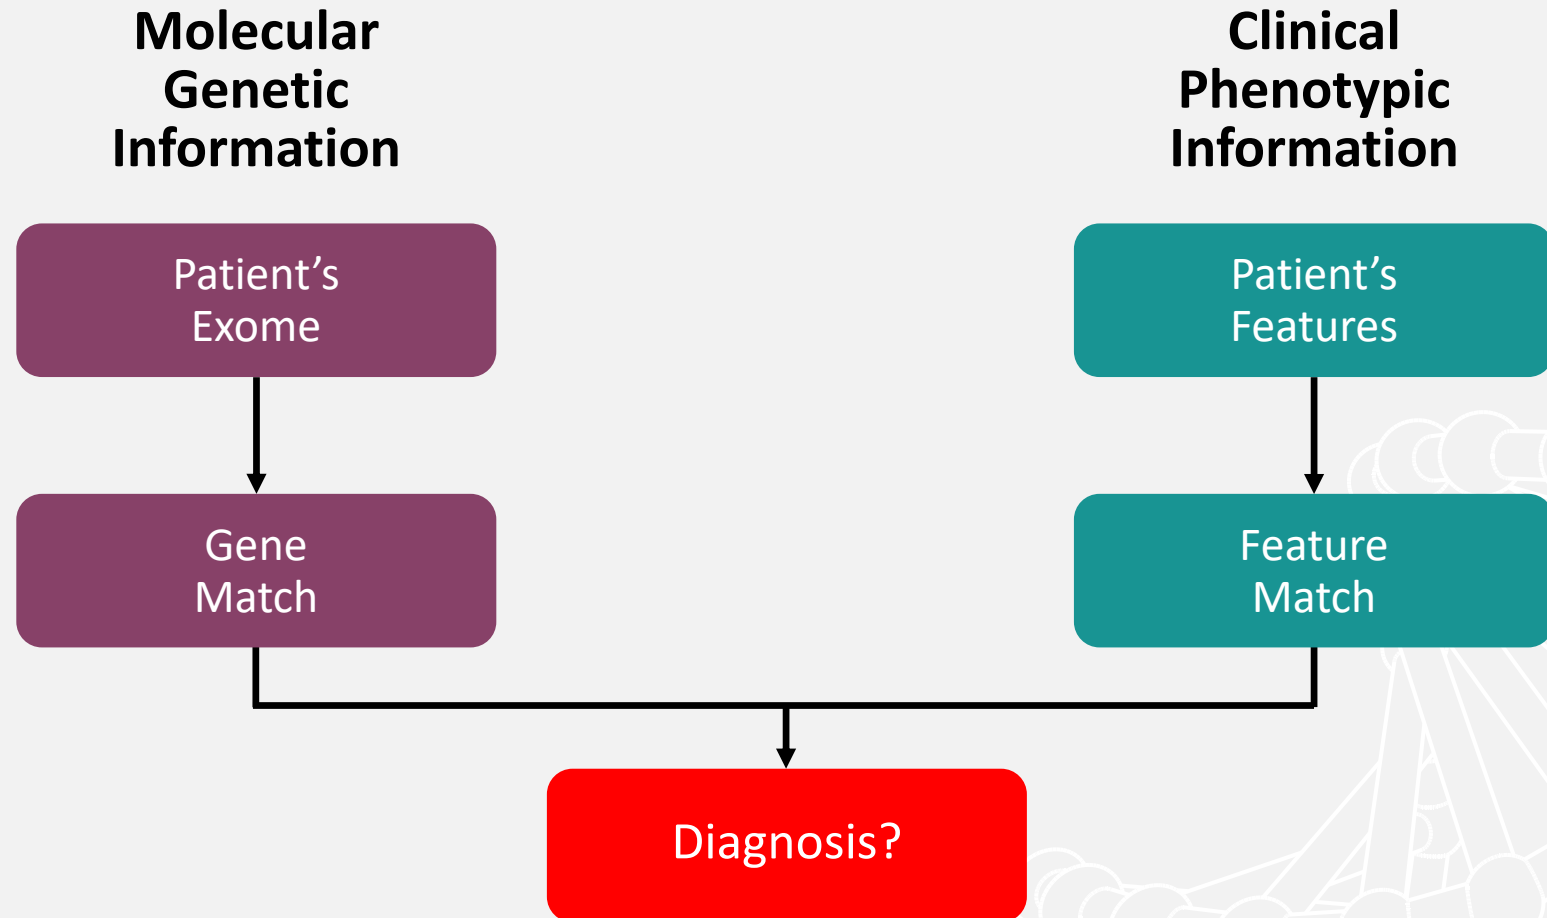 Molecular
Genetic
Information
Clinical
Phenotypic
Information
Patient’s
Exome
Patient’s
Features
Gene
Match
Feature
Match
Diagnosis?